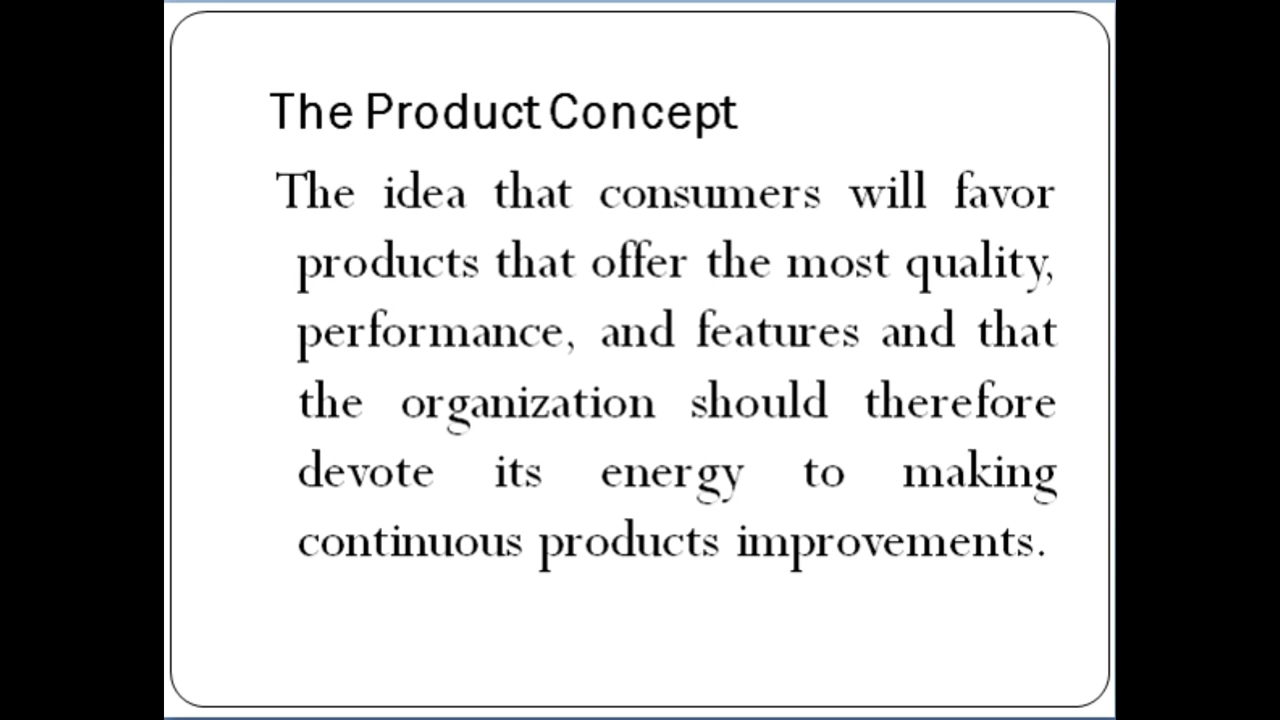 The Product Concept
The idea that consumers will favor
products that offer the most quality,
performance, and features and that
the organization should therefore
devote its energy to making
continuous products improvements.